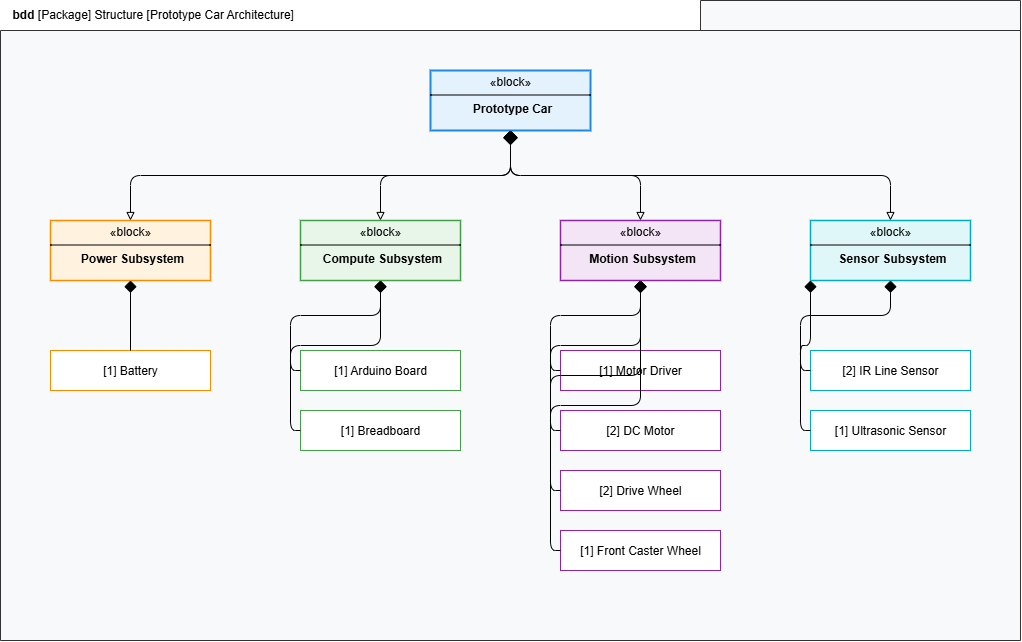 bdd [Package] Structure [Prototype Car Architecture]
«block»
Prototype Car
«block»
Power Subsystem
«block»
Compute Subsystem
«block»
Motion Subsystem
«block»
Sensor Subsystem
[1] Battery
[1] Arduino Board
[1] Motor Driver
[2] IR Line Sensor
[1] Breadboard
[2] DC Motor
[1] Ultrasonic Sensor
[2] Drive Wheel
[1] Front Caster Wheel